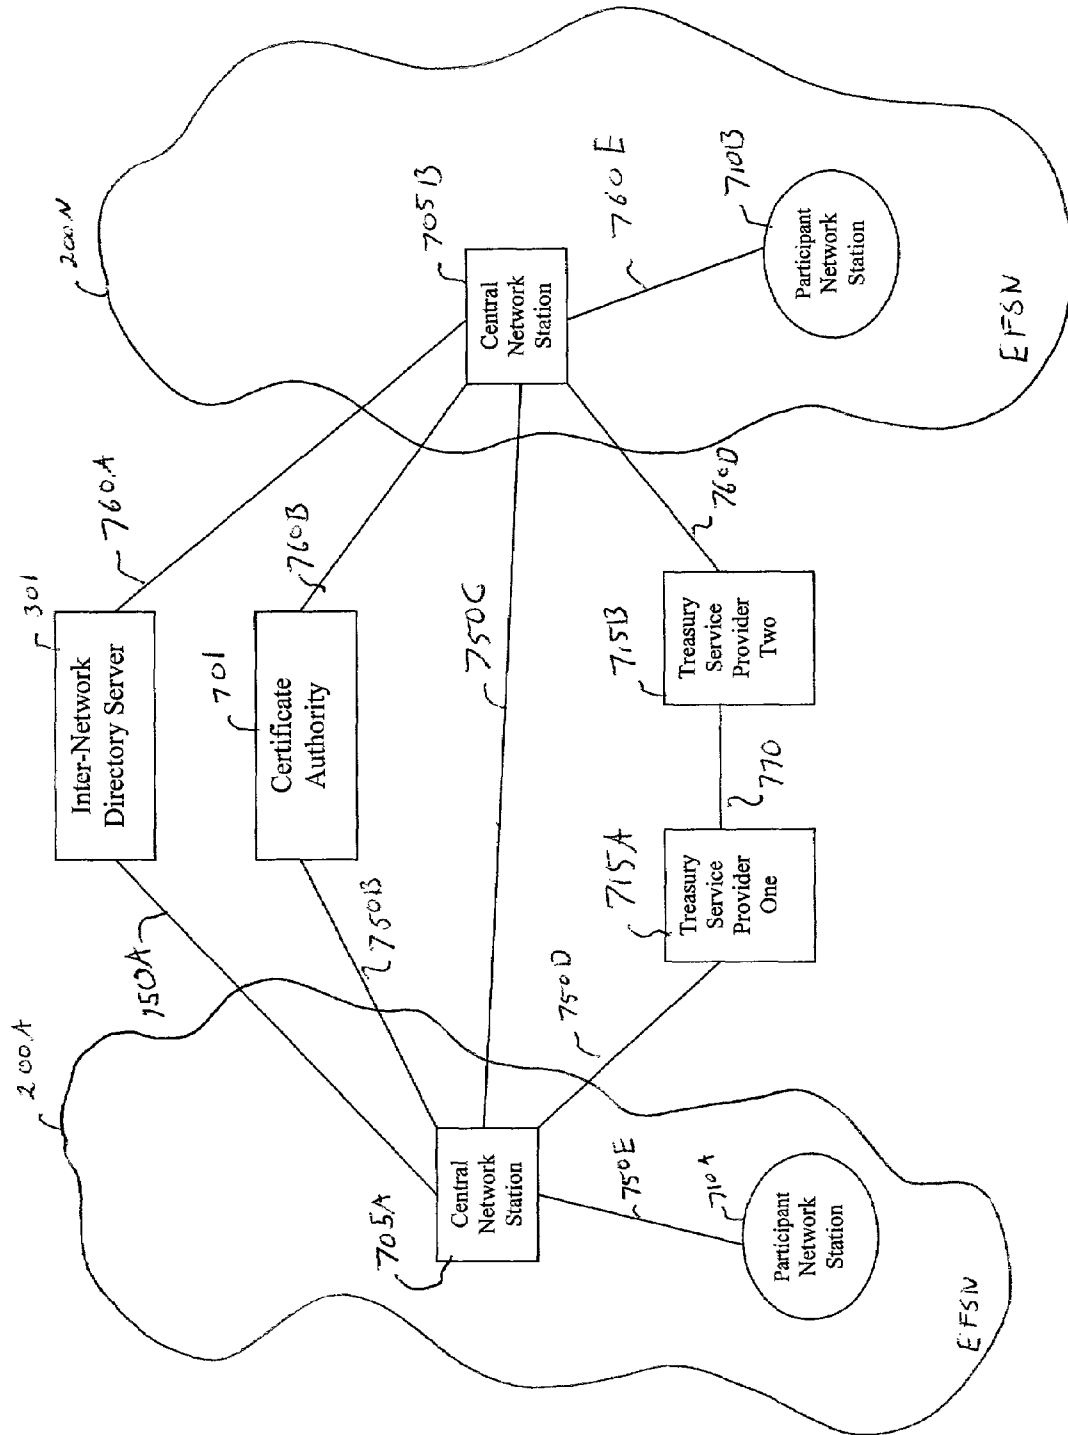 200A
150A
Inter-Network
Directory Server
301
760A
200N
Certificate
Authority
701
750B
760B
705A
Central
Network
Station
750C
Central
Network
Station
705B
750D
760D
750E
760E
Treasury
Service
Provider
One
715A
770
Treasury
Service
Provider
Two
715B
710A
Participant
Network
Station
710B
Participant
Network
Station
EFSN
EFSN